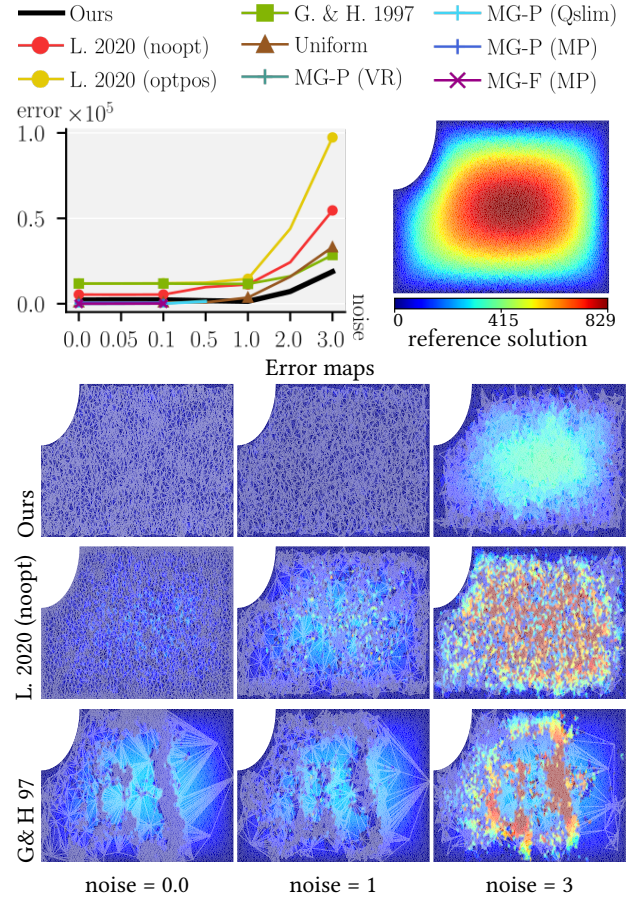 Ours
G. & H. 1997
MG-P (Qslim)
L. 2020 (noopt)
Uniform
MG-P (MP)
L. 2020 (optpos)
MG-P (VR)
MG-F (MP)
error ×10⁵
1.0
0.5
0.0
0.0 0.05 0.1 0.5 1.0 2.0 3.0
noise
0 415 829
reference solution
Error maps
Ours
L. 2020 (noopt)
G& H 97
noise = 0.0 noise = 1 noise = 3